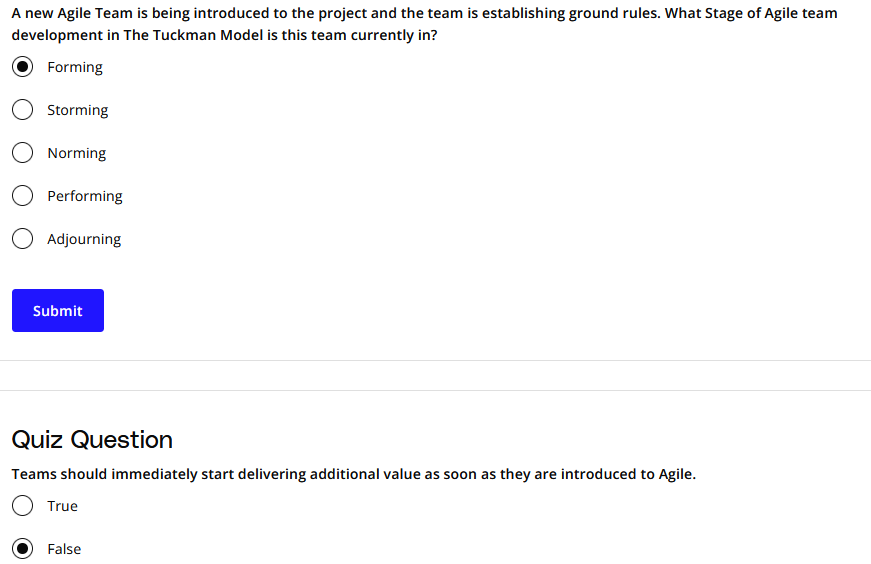 A new Agile Team is being introduced to the project and the team is establishing ground rules. What Stage of Agile team
development in The Tuckman Model is this team currently in?
Forming
Storming
Norming
Performing
Adjourning
Submit
Quiz Question
Teams should immediately start delivering additional value as soon as they are introduced to Agile.
True
False